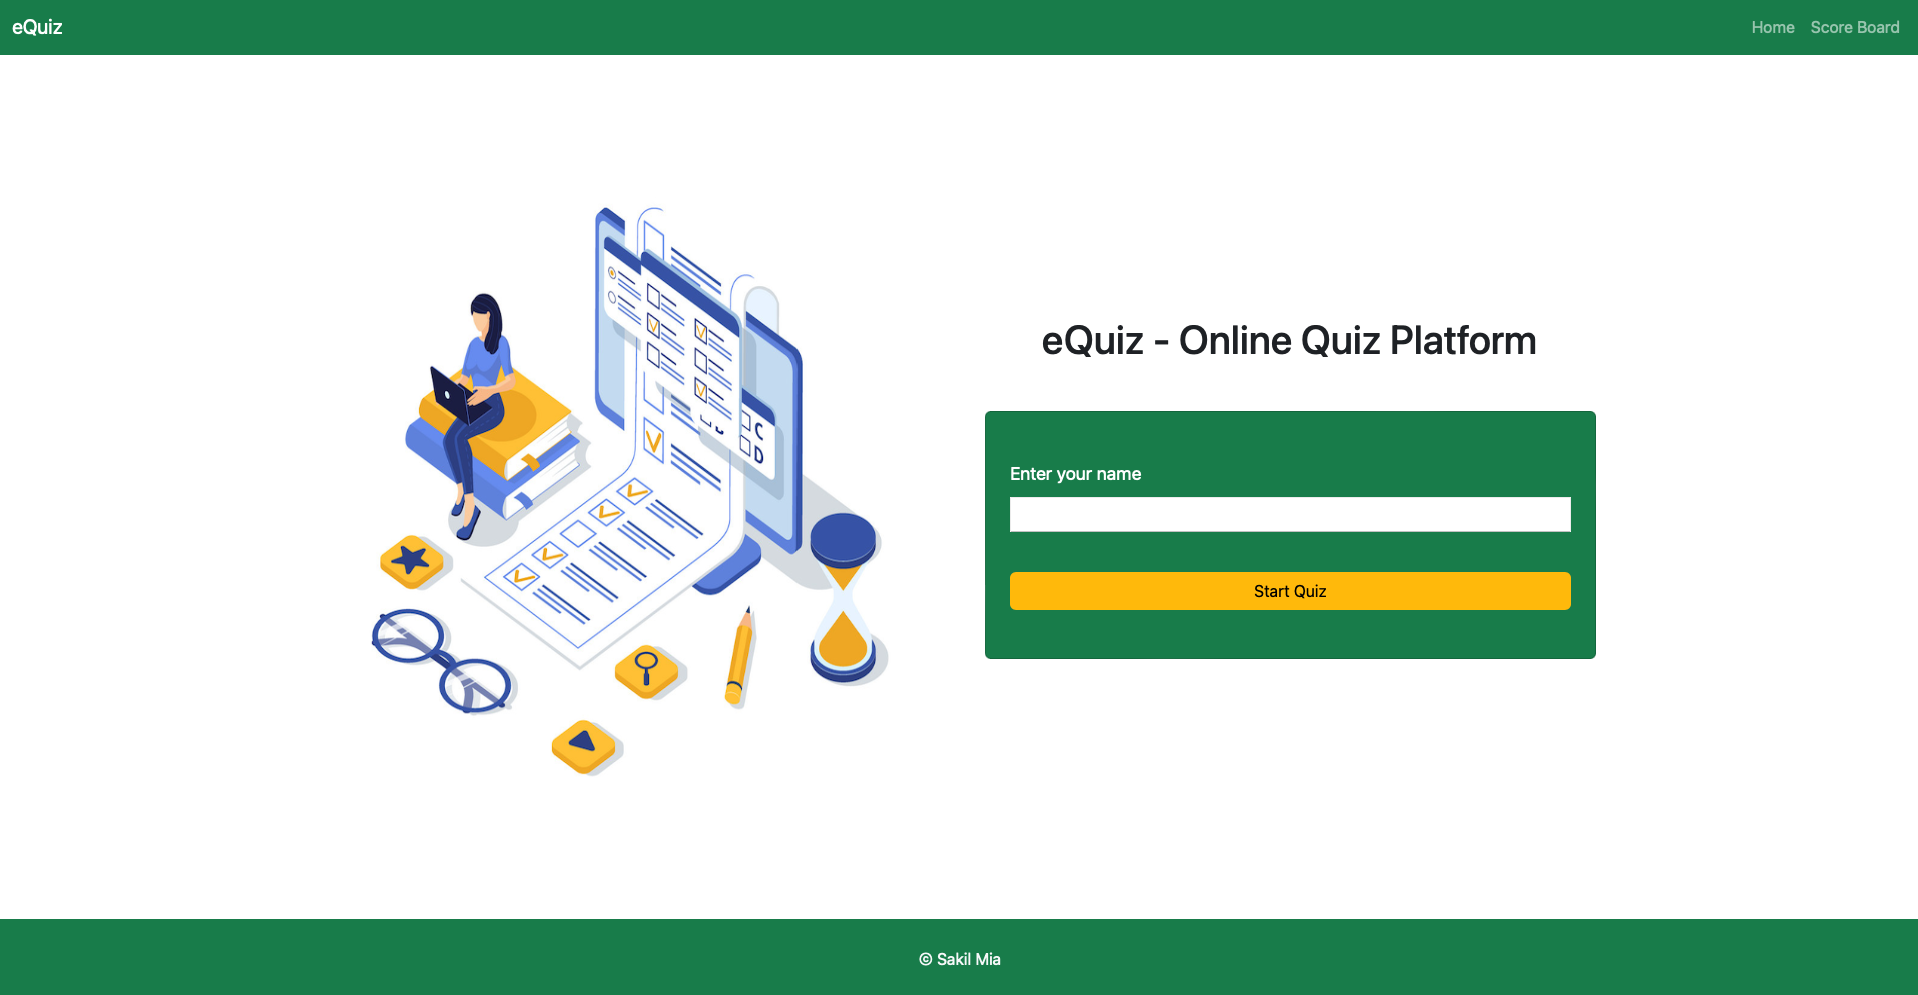 eQuiz
Home Score Board
C
D
eQuiz - Online Quiz Platform
Enter your name
Start Quiz
© Sakil Mia